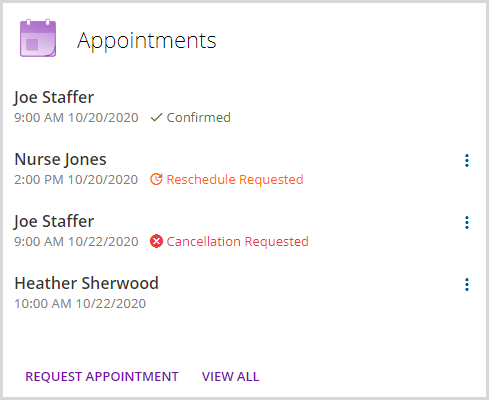 Appointments
Joe Staffer
9:00 AM 10/20/2020 Confirmed
Nurse Jones
2:00 PM 10/20/2020 Reschedule Requested
Joe Staffer
9:00 AM 10/22/2020 Cancellation Requested
Heather Sherwood
10:00 AM 10/22/2020
REQUEST APPOINTMENT VIEW ALL